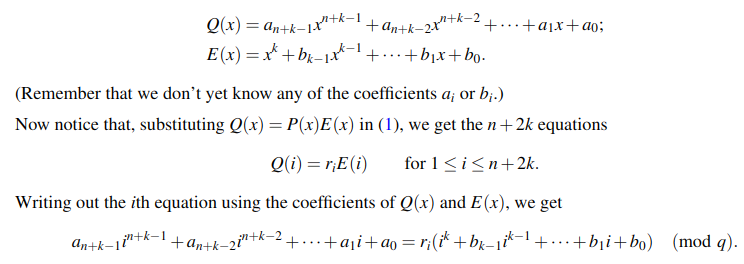 Q(x) = a_{n+k−1}x^{n+k−1} + a_{n+k−2}x^{n+k−2} + ⋯ + a_1x + a_0;
E(x) = x^k + b_{k−1}x^{k−1} + ⋯ + b_1x + b_0.
(Remember that we don't yet know any of the coefficients a_i or b_i.)
Now notice that, substituting Q(x) = P(x)E(x) in (1), we get the n + 2k equations
Q(i) = r_iE(i) for 1 ≤ i ≤ n + 2k.
Writing out the ith equation using the coefficients of Q(x) and E(x), we get
a_{n+k−1}i^{n+k−1} + a_{n+k−2}i^{n+k−2} + ⋯ + a_1i + a_0 = r_i(i^k + b_{k−1}i^{k−1} + ⋯ + b_1i + b_0) (mod q).